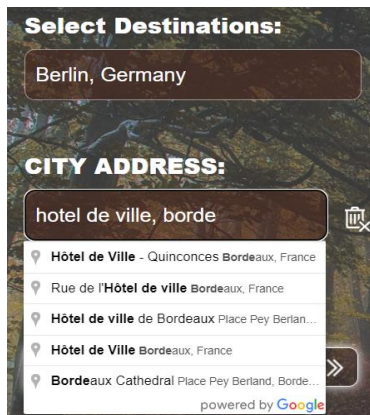 Select Destinations:
Berlin, Germany
CITY ADDRESS:
hotel de ville, borde
Hôtel de Ville - Quinconces Bordeaux, France
Rue de l'Hôtel de ville Bordeaux, France
Hôtel de ville de Bordeaux Place Pey Berlan...
Hôtel de Ville Bordeaux, France
Bordeaux Cathedral Place Pey Berland, Borde...
powered by Google